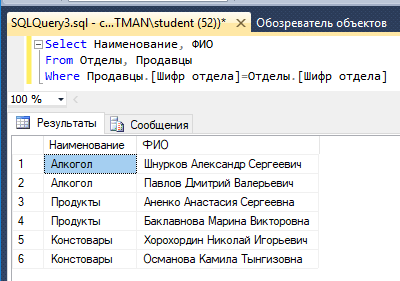 SQLQuery3.sql - c...TMAN\student (52))* Обозреватель объектов
Select Наименование, ФИО
From Отделы, Продавцы
Where Продавцы.[Шифр отдела]=Отделы.[Шифр отдела]
100 %
Результаты Сообщения
Наименование ФИО
1 Алкогол Шнурков Александр Сергеевич
2 Алкогол Павлов Дмитрий Валерьевич
3 Продукты Аненко Анастасия Сергеевна
4 Продукты Баклавнова Марина Викторовна
5 Констовары Хорохордин Николай Игорьевич
6 Констовары Османова Камила Тынгизовна